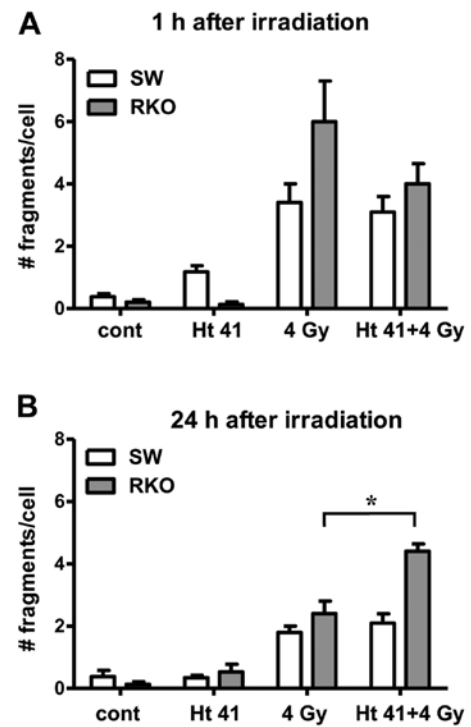 A
1 h after irradiation
8
6
4
2
0
# fragments/cell
SW
RKO
cont Ht 41 4 Gy Ht 41+4 Gy
B
24 h after irradiation
8
6
4
2
0
# fragments/cell
SW
RKO
*
cont Ht 41 4 Gy Ht 41+4 Gy